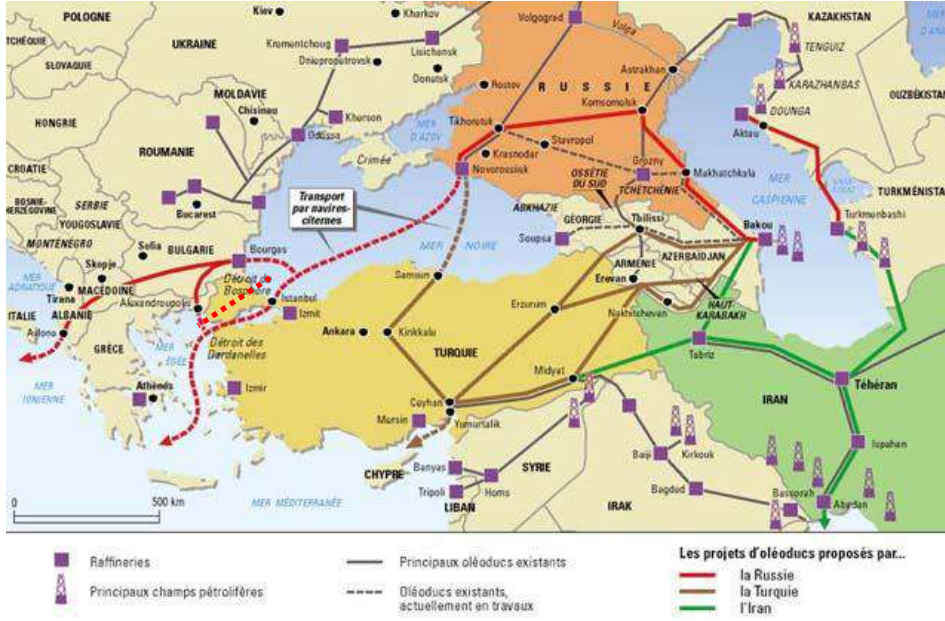 POLOGNE
Kiev
Kharkov
Volgograd
Volga
KAZAKHSTAN
MER
TCHÉQUIE
UKRAINE
Krementchoug
Lisichansk
TENGUIZ
SLOVAQUIE
Dniepropetrovsk
Donetsk
Astrakhan
KARAZHANBAS
MOLDAVIE
Rostov
RUSSIE
OUZBÉKISTAN
HONGRIE
Chisinau
Kherson
Komsomolsk
DOUNGA
Odessa
MER
D'AZOV
Tikhoretsk
Aktau
ROUMANIE
Stavropol
Crimée
Krasnodar
Grozny
CROATIE
Novorossisk
OSSÉTIE
DU SUD
Makhatchkala
MER
CASPIENNE
BOSNIE-
HERZEGOVINE
SERBIE
Bucarest
Transport
par navires-
citernes
TCHÉTCHÉNIE
TURKMÉNISTAN
YOUGOSLAVIE
ABKHAZIE
Turkmenbashi
MONTÉNÉGRO
Sofia
BULGARIE
Bourgas
GÉORGIE
Tbilissi
Bakou
MER
ADRIATIQUE
Skopje
MER NOIRE
Soupsa
AZERBAÏDJAN
Tirana
MACÉDOINE
Détroit de
Bosphore
Samsun
ARMÉNIE
Erevan
ITALIE
ALBANIE
Alexandroupolis
Istanbul
Erzurum
Nakhitchevan
HAUT-
KARABAKH
Izmit
Ankara
Kirikkale
GRÈCE
Détroit des
Dardanelles
MER
ÉGÉE
TURQUIE
Tabriz
MER
IONIENNE
Athènes
Izmir
Midyat
Téhéran
Ceyhan
IRAN
Mersin
Yumurtalik
Ispahan
CHYPRE
Banyas
SYRIE
Baiji
Kirkouk
0
500 km
MER MÉDITERRANÉE
Tripoli
Homs
Bagdad
Bassorah
Abadan
LIBAN
IRAK
Raffineries
Principaux champs pétrolifères
Principaux oléoducs existants
Oléoducs existants,
actuellement en travaux
Les projets d'oléoducs proposés par...
la Russie
la Turquie
l'Iran